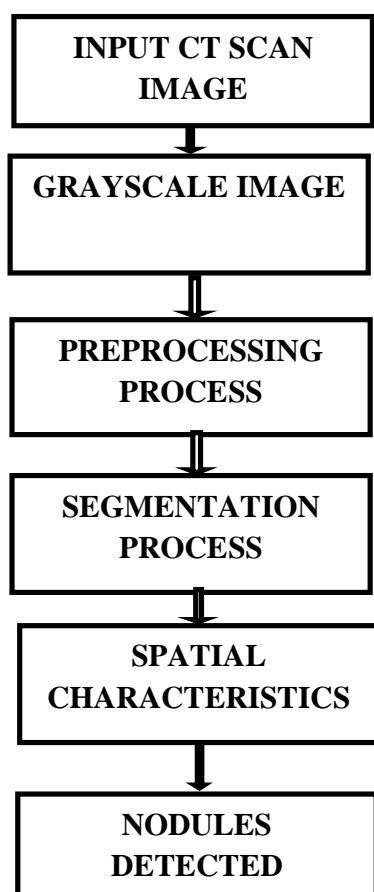 INPUT CT SCAN
IMAGE
GRAYSCALE IMAGE
PREPROCESSING
PROCESS
SEGMENTATION
PROCESS
SPATIAL
CHARACTERISTICS
NODULES
DETECTED